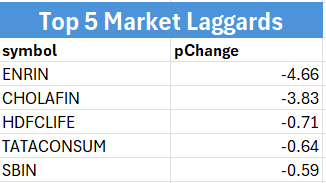 Top 5 Market Laggards
symbol pChange
ENRIN -4.66
CHOLAFIN -3.83
HDFCLIFE -0.71
TATACONSUM -0.64
SBIN -0.59